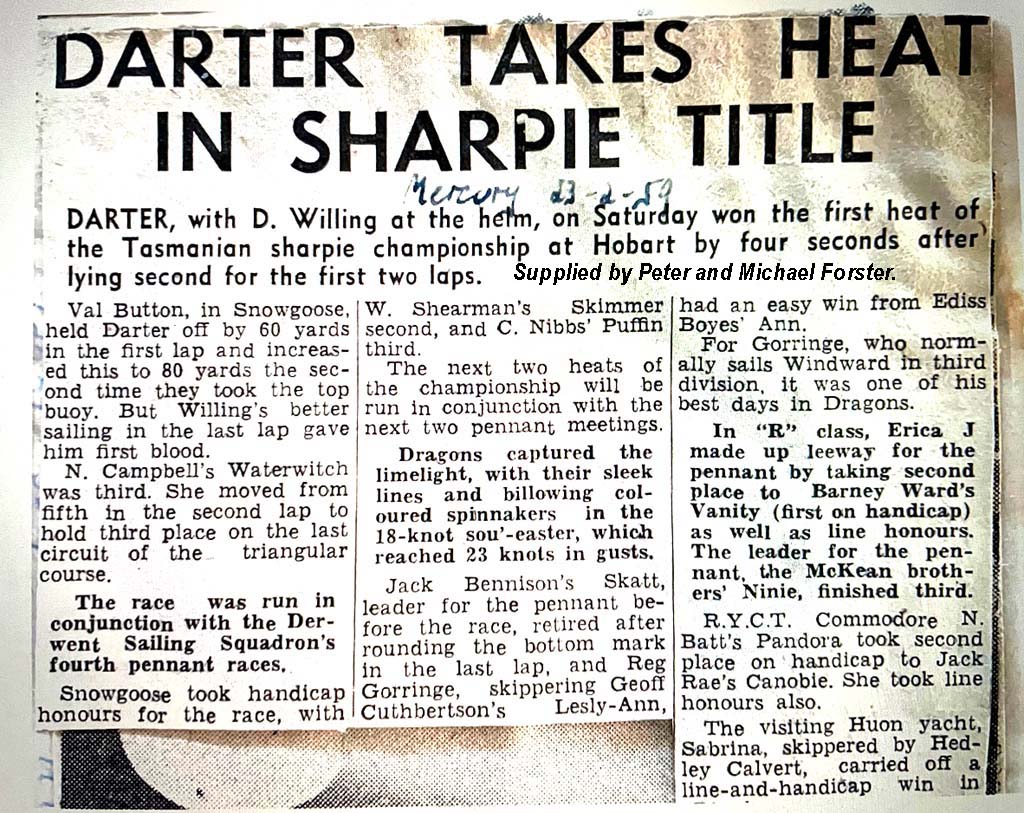 DARTER TAKES HEAT
IN SHARPIE TITLE
Mercury 23-2-59
DARTER, with D. Willing at the helm, on Saturday won the first heat of
the Tasmanian sharpie championship at Hobart by four seconds after
lying second for the first two laps.
Supplied by Peter and Michael Forster.
Val Button, in Snowgoose,
held Darter off by 60 yards
in the first lap and increas-
ed this to 80 yards the sec-
ond time they took the top
buoy. But Willing's better
sailing in the last lap gave
him first blood.
N. Campbell's Waterwitch
was third. She moved from
fifth in the second lap to
hold third place on the last
circuit of the triangular
course.
The race was run in
conjunction with the Der-
went Sailing Squadron's
fourth pennant races.
Snowgoose took handicap
honours for the race, with
W. Shearman's Skimmer
second, and C. Nibbs' Puffin
third.
The next two heats of
the championship will be
run in conjunction with the
next two pennant meetings.
Dragons captured the
limelight, with their sleek
lines and billowing col-
oured spinnakers in the
18-knot sou'-easter, which
reached 23 knots in gusts.
Jack Bennison's Skatt,
leader for the pennant be-
fore the race, retired after
rounding the bottom mark
in the last lap, and Reg
Gorringe, skippering Geoff
Cuthbertson's Lesly-Ann,
had an easy win from Ediss
Boyes' Ann.
For Gorringe, who norm-
ally sails Windward in third
division, it was one of his
best days in Dragons.
In "R" class, Erica J
made up leeway for the
pennant by taking second
place to Barney Ward's
Vanity (first on handicap)
as well as line honours.
The leader for the pen-
nant, the McKean broth-
ers' Ninie, finished third.
R.Y.C.T. Commodore N.
Batt's Pandora took second
place on handicap to Jack
Rae's Canobie. She took line
honours also.
The visiting Huon yacht,
Sabrina, skippered by Hed-
ley Calvert, carried off a
line-and-handicap win in